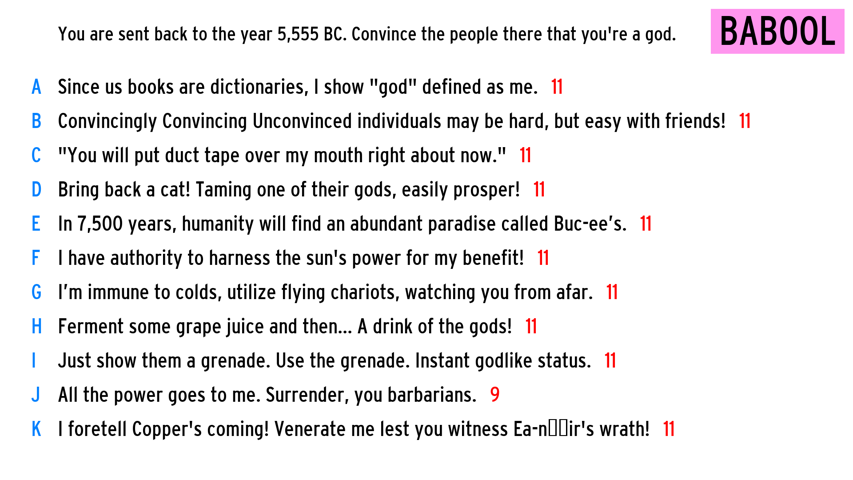 You are sent back to the year 5,555 BC. Convince the people there that you're a god.
BABOOL
A Since us books are dictionaries, I show "god" defined as me. 11
B Convincingly Convincing Unconvinced individuals may be hard, but easy with friends! 11
C "You will put duct tape over my mouth right about now." 11
D Bring back a cat! Taming one of their gods, easily prosper! 11
E In 7,500 years, humanity will find an abundant paradise called Buc-ee's. 11
F I have authority to harness the sun's power for my benefit! 11
G I'm immune to colds, utilize flying chariots, watching you from afar. 11
H Ferment some grape juice and then... A drink of the gods! 11
I Just show them a grenade. Use the grenade. Instant godlike status. 11
J All the power goes to me. Surrender, you barbarians. 9
K I foretell Copper's coming! Venerate me lest you witness Ea-n▯▯ir's wrath! 11